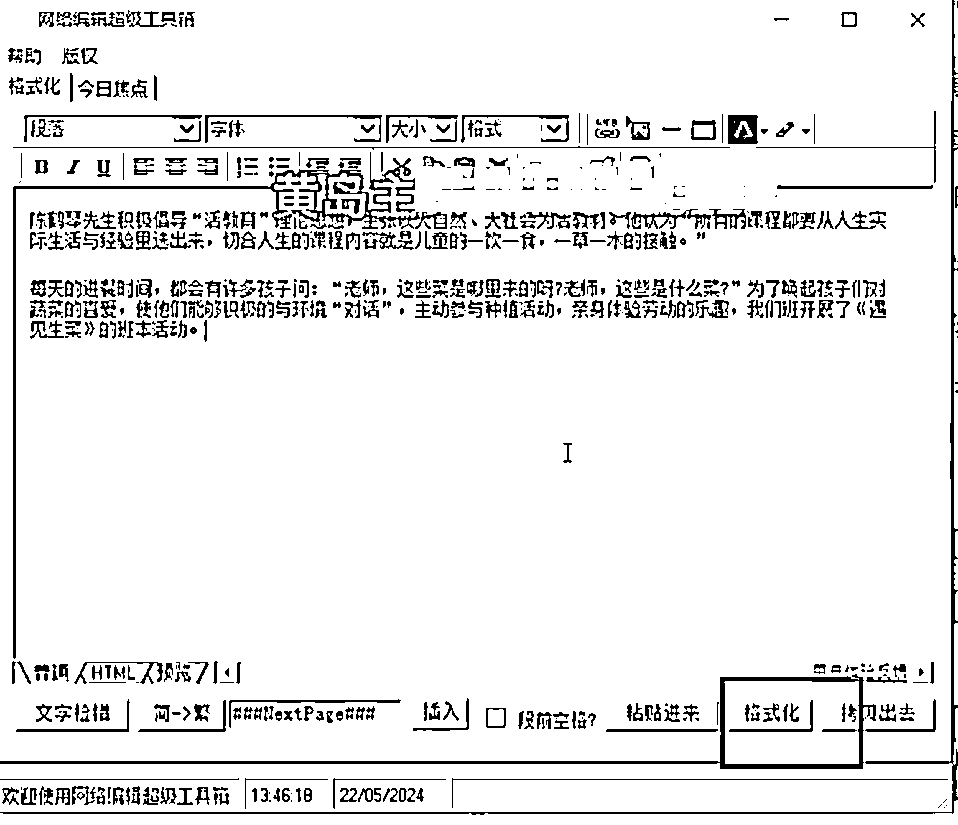 网络编辑超级工具箱
帮助 版权
格式化 今日焦点
段落 字体 大小 格式
B I U
黄岛主
陈鹤琴先生积极倡导“活教育”理论思想，主张以大自然、大社会为活教材。他认为“所有的课程都要从人生实
际生活与经验里选出来，切合人生的课程内容就是儿童的一饮一食，一草一木的接触。”
每天的进餐时间，都会有许多孩子问：“老师，这些菜是哪里来的呀?老师，这些是什么菜?”为了唤起孩子们对
蔬菜的喜爱，使他们能够积极的与环境“对话”，主动参与种植活动，亲身体验劳动的乐趣，我们班开展了《遇
见生菜》的班本活动。
普通 HTML 预览
文字检错 简->繁 ###NextPage### 插入 段前空格? 粘贴进来 格式化 拷贝出去
欢迎使用网络编辑超级工具箱 13:46:18 22/05/2024